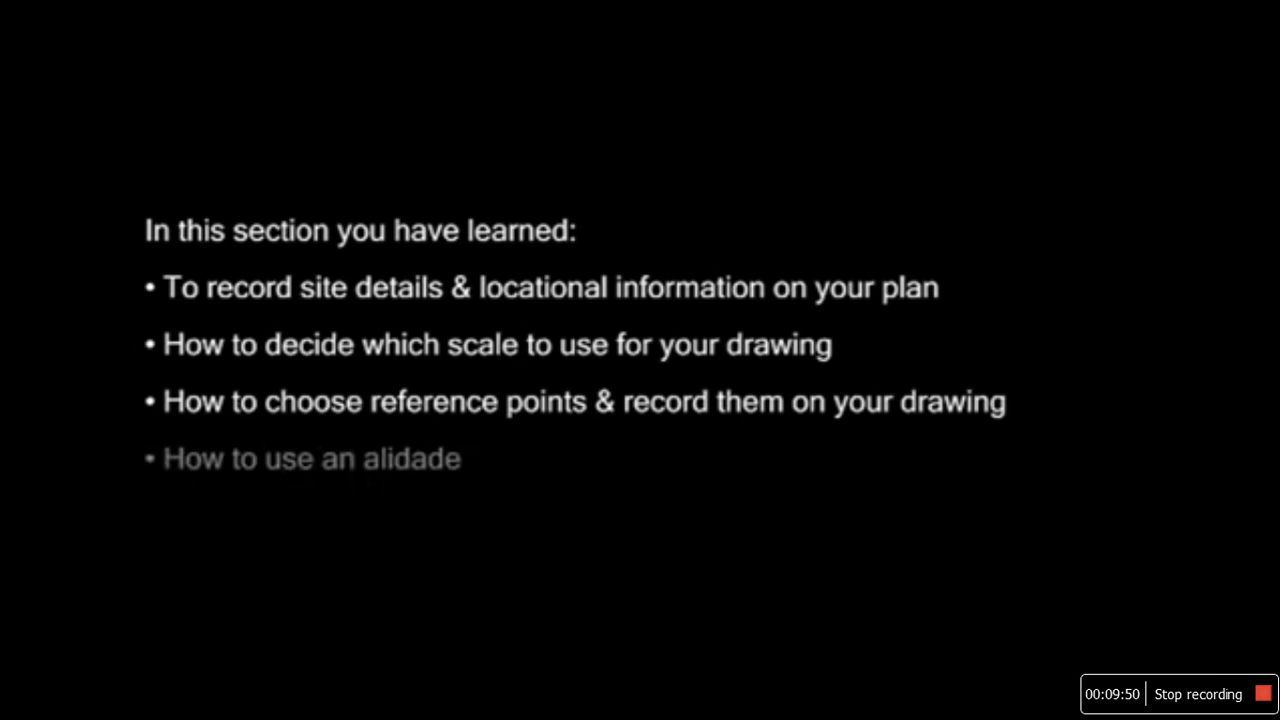 In this section you have learned:
• To record site details & locational information on your plan
• How to decide which scale to use for your drawing
• How to choose reference points & record them on your drawing
• How to use an alidade
00:09:50 Stop recording